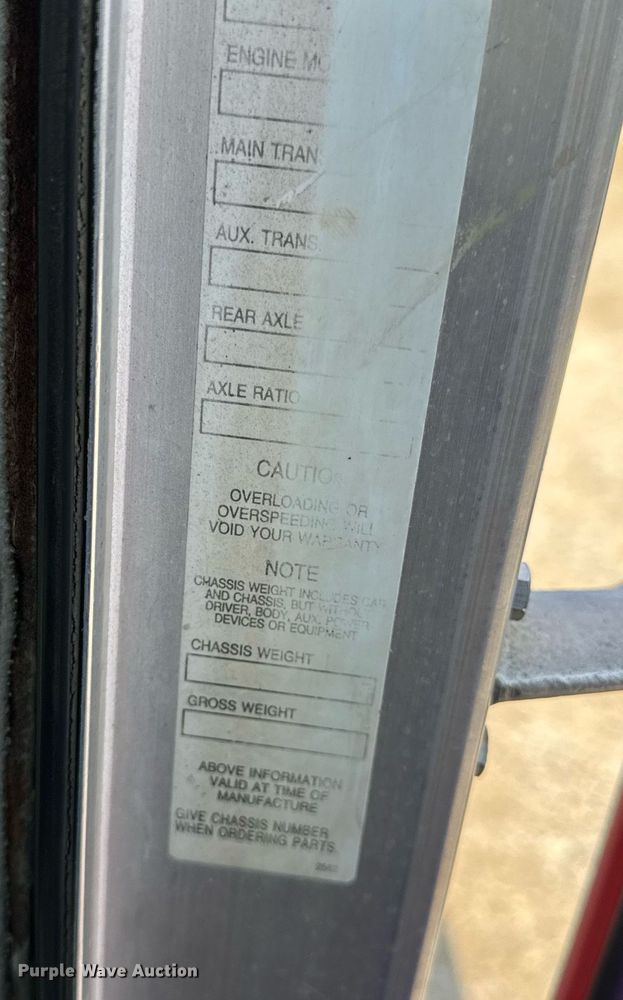 ENGINE MO
MAIN TRAN
AUX. TRANS.
REAR AXLE
AXLE RATIO
CAUTION
OVERLOADING OR
OVERSPEEDING WILL
VOID YOUR WARRANTY
NOTE
CHASSIS WEIGHT INCLUDES CAB
AND CHASSIS, BUT WITHOUT
DRIVER, BODY, AUX. POWER
DEVICES OR EQUIPMENT
CHASSIS WEIGHT
GROSS WEIGHT
ABOVE INFORMATION
VALID AT TIME OF
MANUFACTURE
GIVE CHASSIS NUMBER
WHEN ORDERING PARTS.
Purple Wave Auction